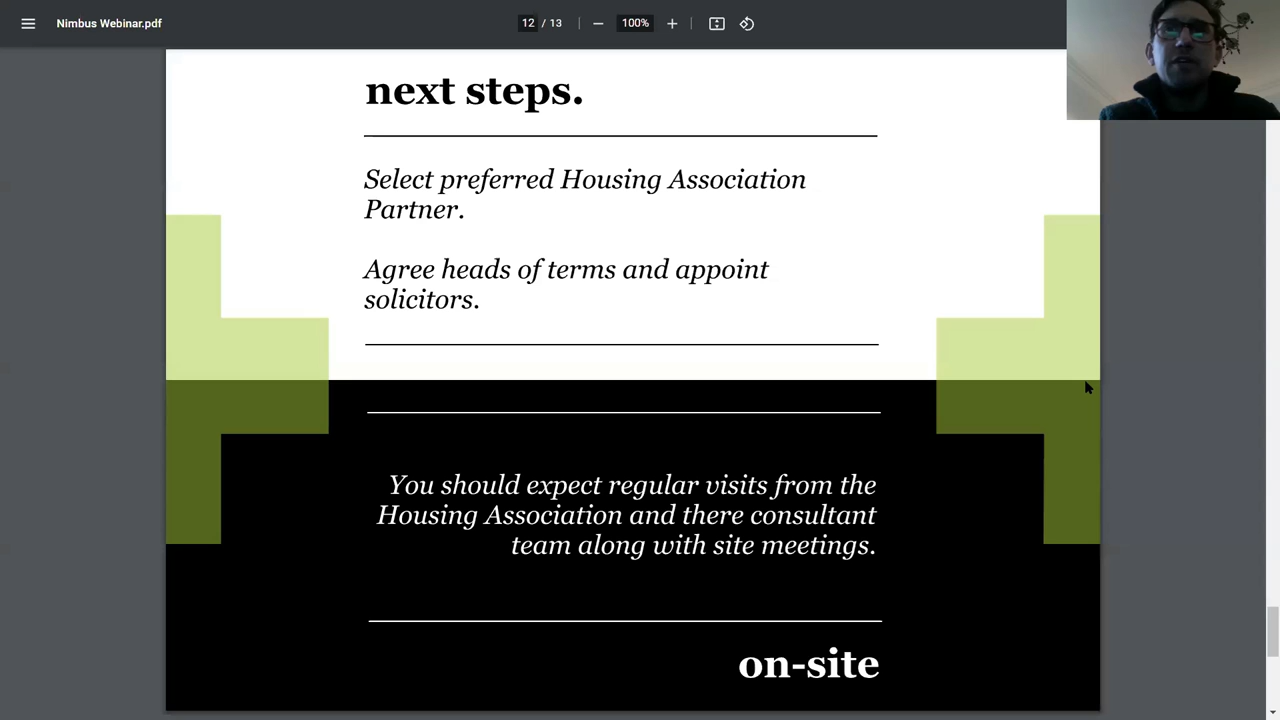 Nimbus Webinar.pdf
12 / 13
100%
next steps.
Select preferred Housing Association
Partner.
Agree heads of terms and appoint
solicitors.
You should expect regular visits from the
Housing Association and there consultant
team along with site meetings.
on-site